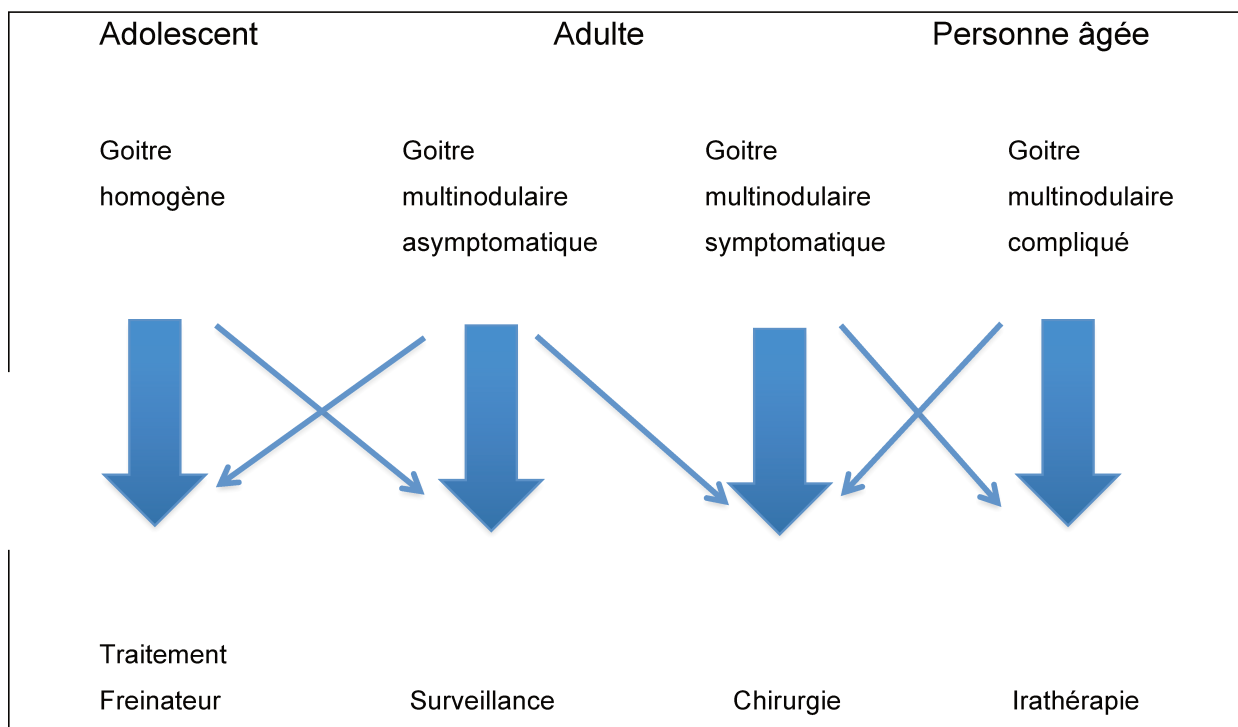 Adolescent Adulte Personne âgée
Goitre Goitre Goitre Goitre
homogène multinodulaire multinodulaire multinodulaire
asymptomatique symptomatique compliqué
Traitement
Freinateur Surveillance Chirurgie Irathérapie